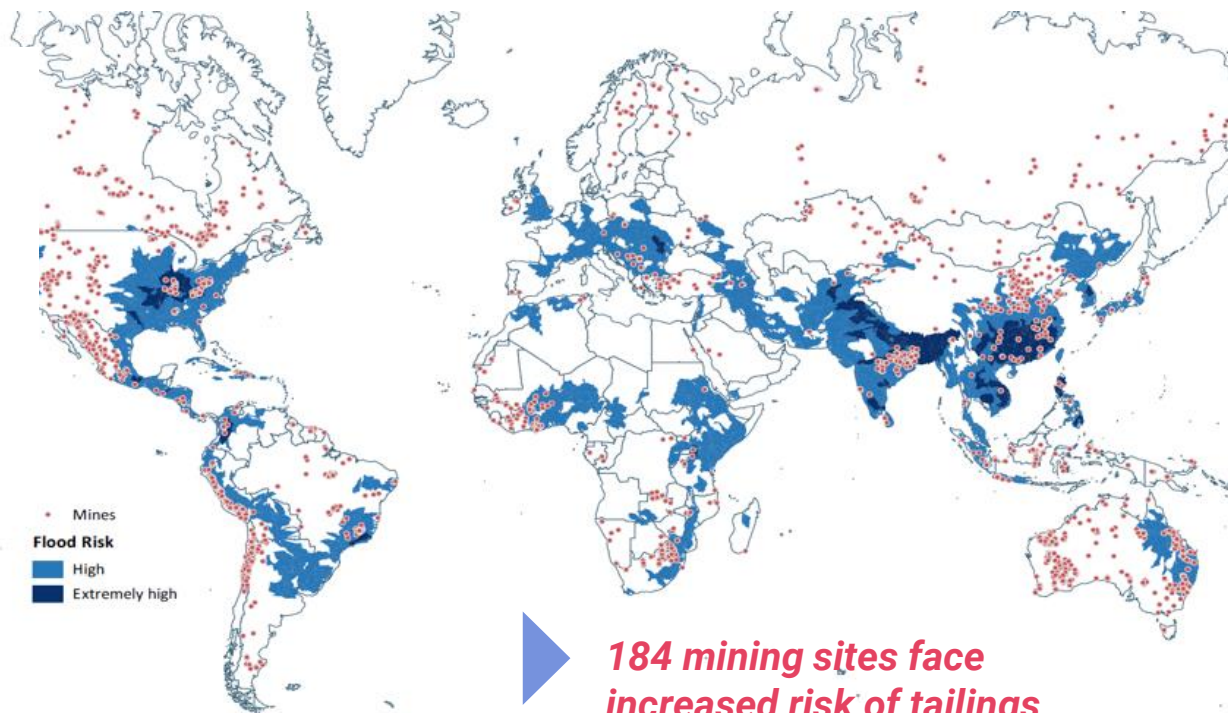 Mines
Flood Risk
High
Extremely high
184 mining sites face
increased risk of tailings